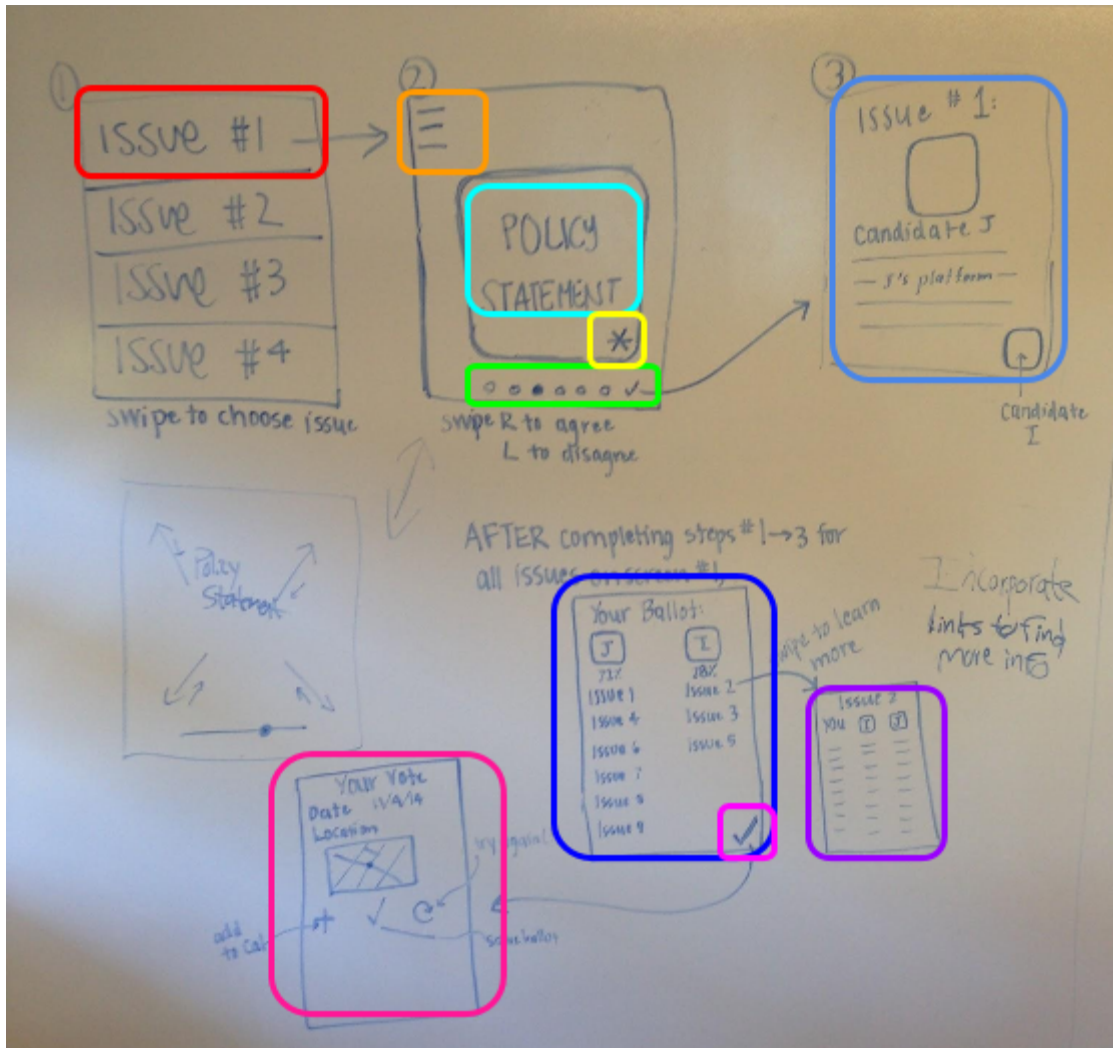 1
Issue #1
Issue #2
Issue #3
Issue #4
swipe to choose issue
2
POLICY
STATEMENT
*
swipe R to agree
L to disagree
3
Issue #1:
Candidate J
J's platform
Candidate
I
Policy
Statement
AFTER completing steps #1→3 for
all issues on screen #1,
Your Ballot:
J I
72%
Issue 1 Issue 2
Issue 4 Issue 3
Issue 6 issue 5
Issue 7
Issue 8
Issue 9
swipe to learn
more
Incorporate
links to find
more info
Issue 2
You I J
Your Vote
Date 11/4/14
Location
try again!
add
to Cal
save ballot